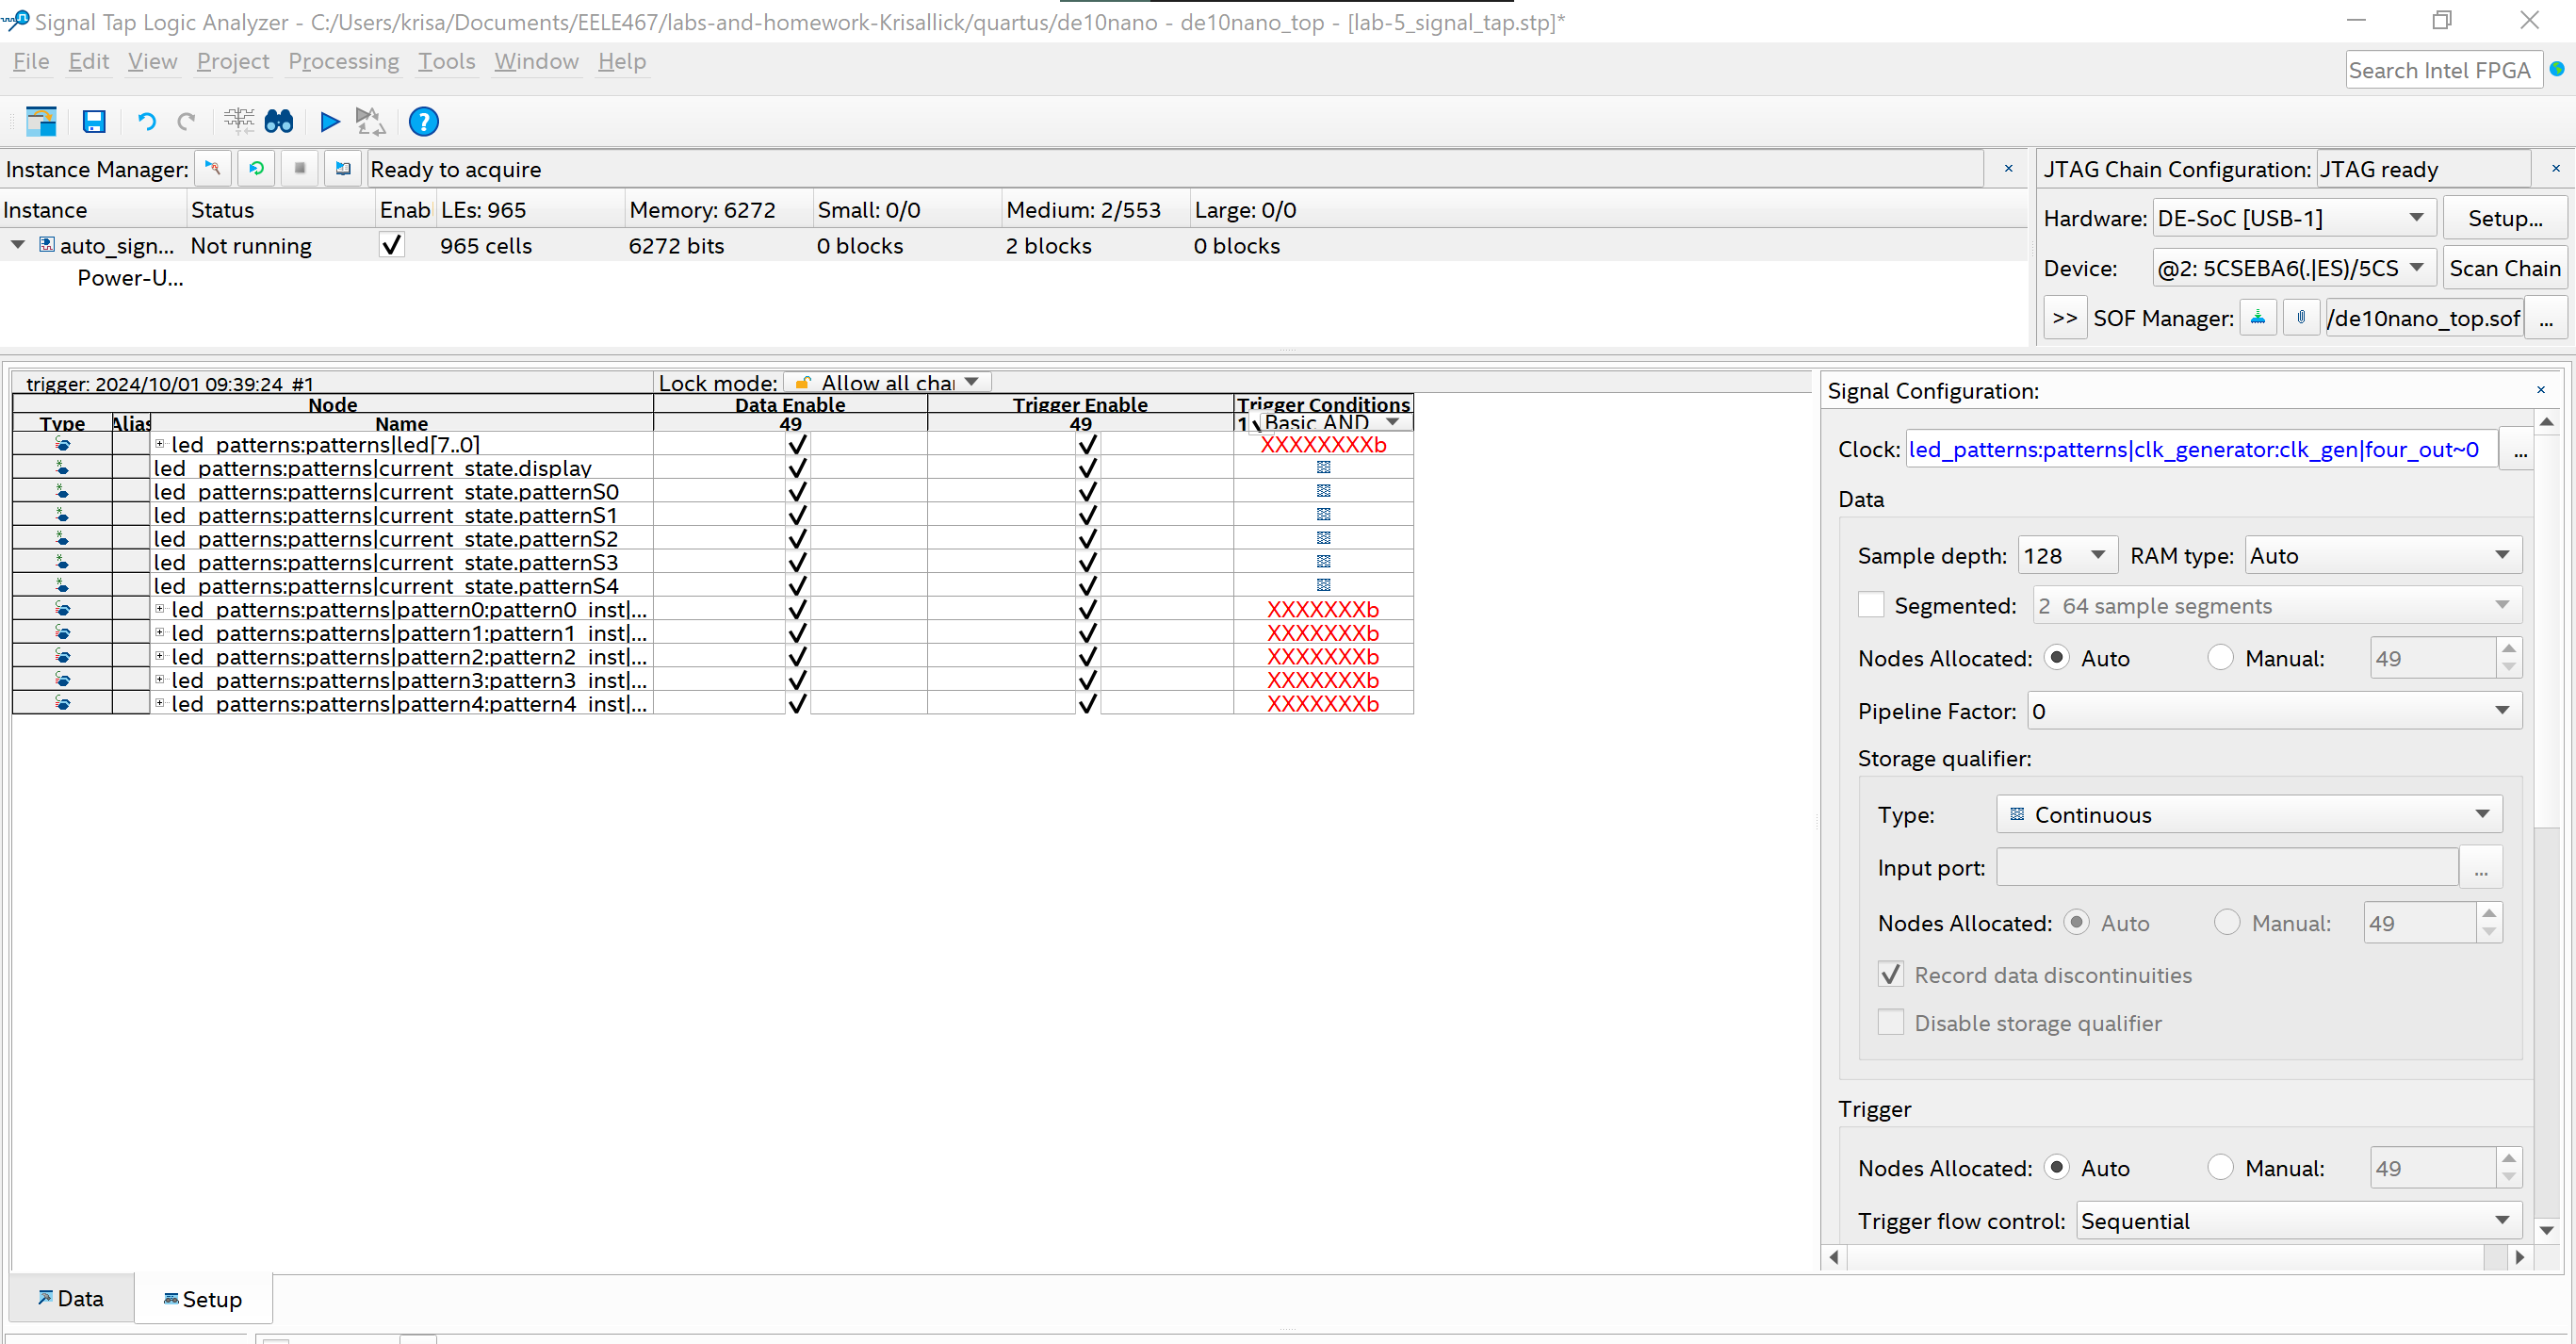 Signal Tap Logic Analyzer - C:/Users/krisa/Documents/EELE467/labs-and-homework-Krisallick/quartus/de10nano - de10nano_top - [lab-5_signal_tap.stp]*
File Edit View Project Processing Tools Window Help
Search Intel FPGA
Instance Manager: Ready to acquire
JTAG Chain Configuration: JTAG ready
Instance Status Enab LEs: 965 Memory: 6272 Small: 0/0 Medium: 2/553 Large: 0/0
auto_sign... Not running 965 cells 6272 bits 0 blocks 2 blocks 0 blocks
Power-U...
Hardware: DE-SoC [USB-1] Setup...
Device: @2: 5CSEBA6(.|ES)/5CS Scan Chain
>> SOF Manager: /de10nano_top.sof ...
trigger: 2024/10/01 09:39:24 #1 Lock mode: Allow all cha
Node Data Enable Trigger Enable Trigger Conditions
Type Alias Name 49 49 1 Basic AND
led_patterns:patterns|led[7..0] XXXXXXXXb
led_patterns:patterns|current_state.display
led_patterns:patterns|current_state.patternS0
led_patterns:patterns|current_state.patternS1
led_patterns:patterns|current_state.patternS2
led_patterns:patterns|current_state.patternS3
led_patterns:patterns|current_state.patternS4
led_patterns:patterns|pattern0:pattern0_inst|... XXXXXXXb
led_patterns:patterns|pattern1:pattern1_inst|... XXXXXXXb
led_patterns:patterns|pattern2:pattern2_inst|... XXXXXXXb
led_patterns:patterns|pattern3:pattern3_inst|... XXXXXXXb
led_patterns:patterns|pattern4:pattern4_inst|... XXXXXXXb
Signal Configuration:
Clock: led_patterns:patterns|clk_generator:clk_gen|four_out~0 ...
Data
Sample depth: 128 RAM type: Auto
Segmented: 2 64 sample segments
Nodes Allocated: Auto Manual: 49
Pipeline Factor: 0
Storage qualifier:
Type: Continuous
Input port: ...
Nodes Allocated: Auto Manual: 49
Record data discontinuities
Disable storage qualifier
Trigger
Nodes Allocated: Auto Manual: 49
Trigger flow control: Sequential
Data Setup